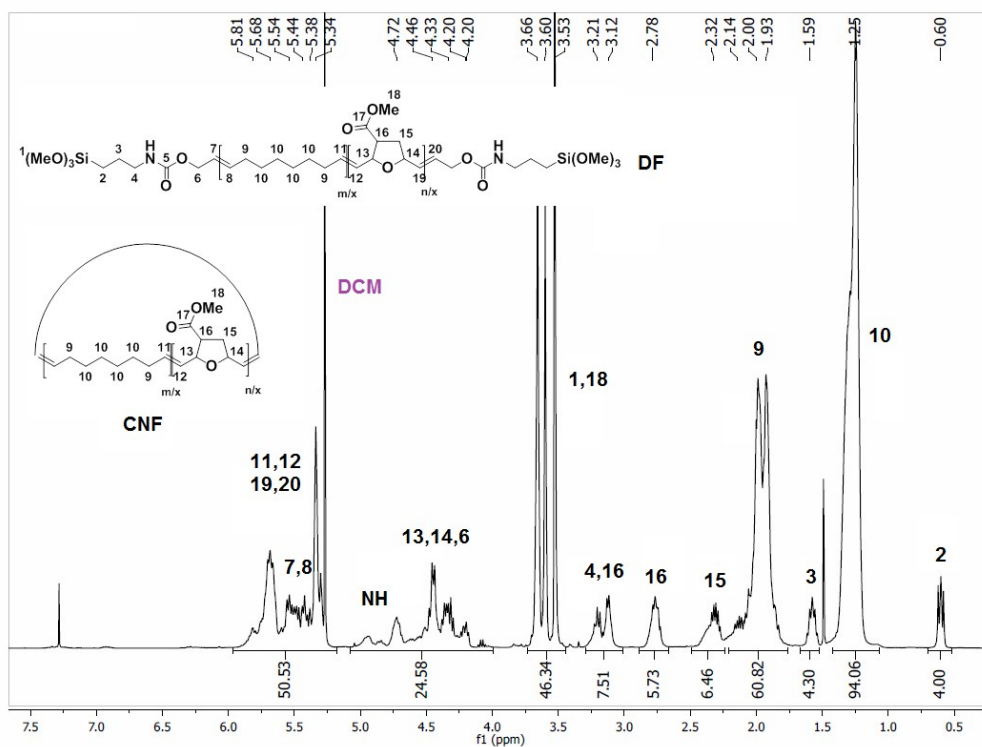 5.81 5.68 5.54 5.44 5.38 5.34 4.72 4.46 4.33 4.20 4.20 3.66 3.60 3.53 3.21 3.12 2.78 2.32 2.14 2.00 1.93 1.59 1.25 0.60
18
17 OMe
O 16 15
1(MeO)3Si 3 NH 5 O 7 9 10 10 11 13 14 20 O NH Si(OMe)3
2 4 O 6 8 10 10 9 12 O 19 O
m/x n/x
DF
DCM
18
17 OMe
O 16 15
9 10 10 11 13 14
10 10 9 12 O
m/x n/x
CNF
1,18
9
10
11,12
19,20
7,8
13,14,6
NH
4,16
16
15
3
2
50.53 24.58 46.34 7.51 5.73 6.46 60.82 4.30 94.06 4.00
7.5 7.0 6.5 6.0 5.5 5.0 4.5 4.0 3.5 3.0 2.5 2.0 1.5 1.0 0.5
f1 (ppm)